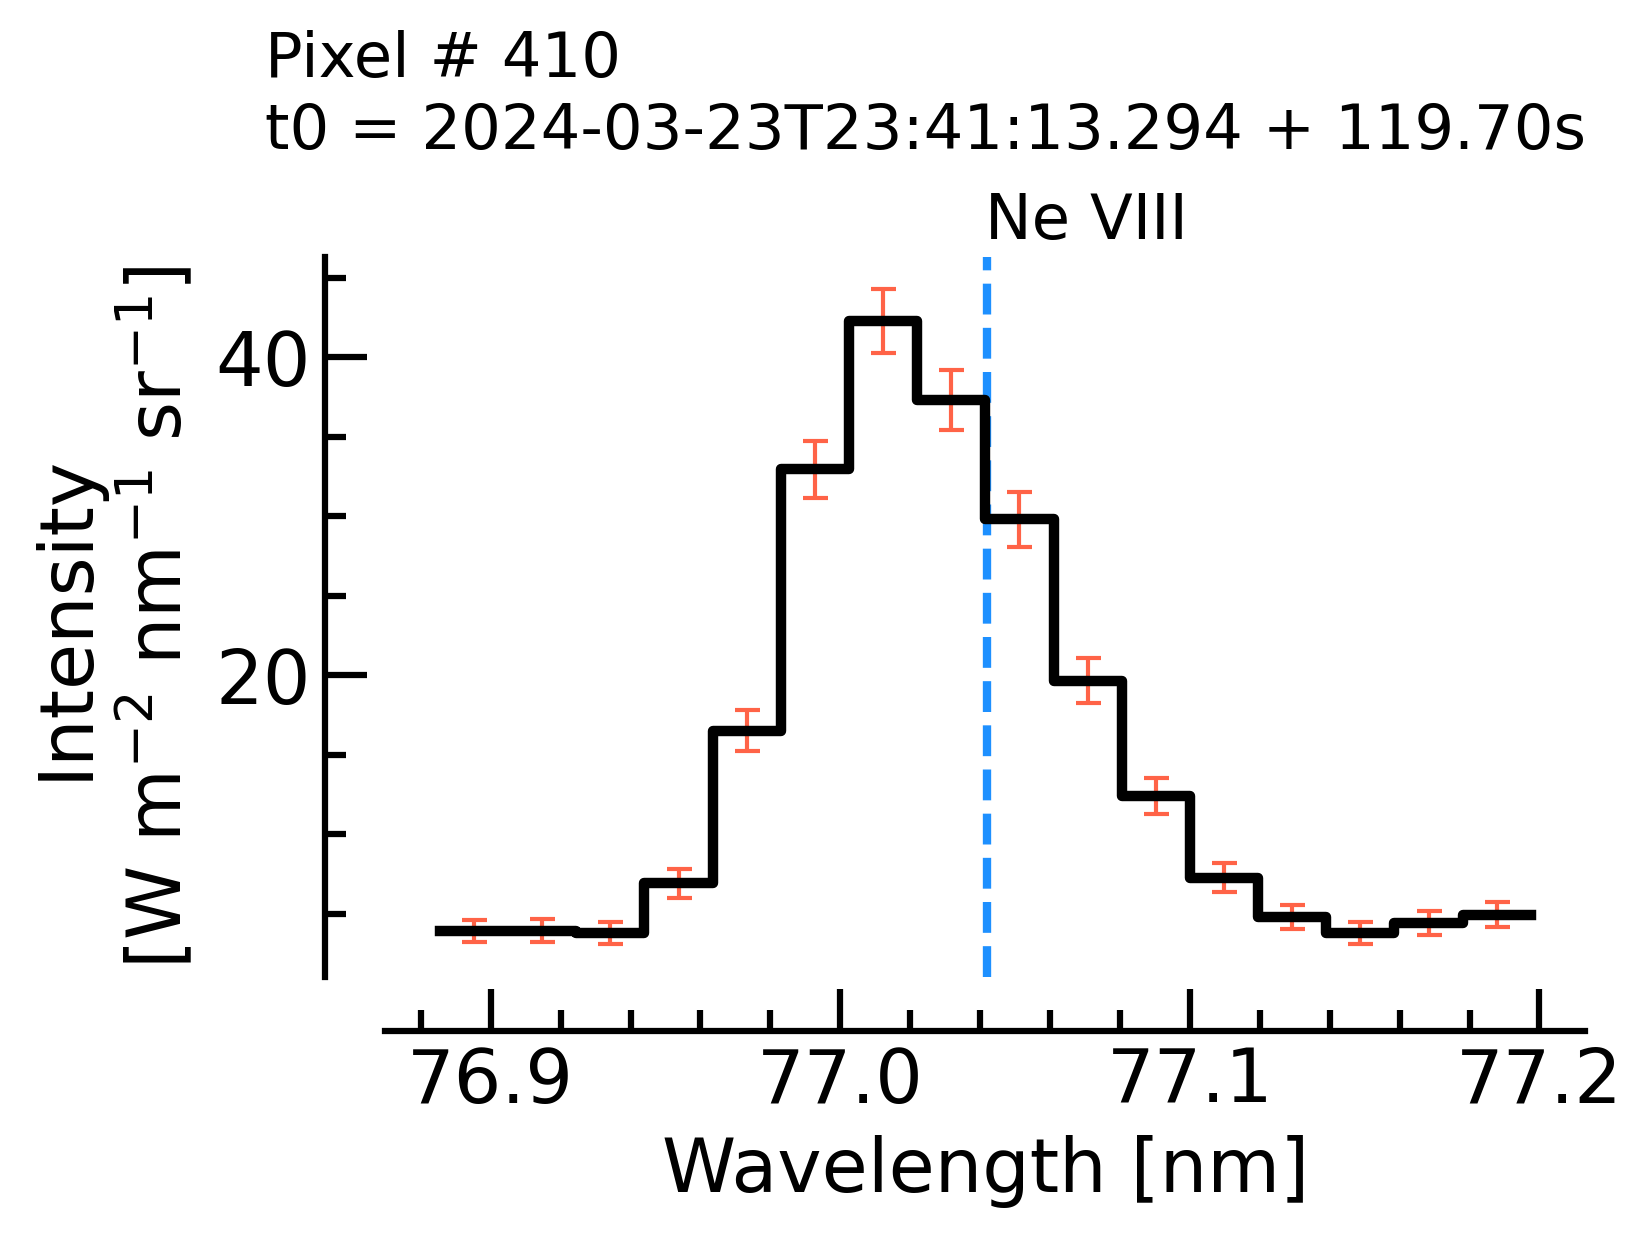 Pixel # 410
t0 = 2024-03-23T23:41:13.294 + 119.70s
Ne VIII
Intensity
[W m⁻² nm⁻¹ sr⁻¹]
40
20
76.9 77.0 77.1 77.2
Wavelength [nm]